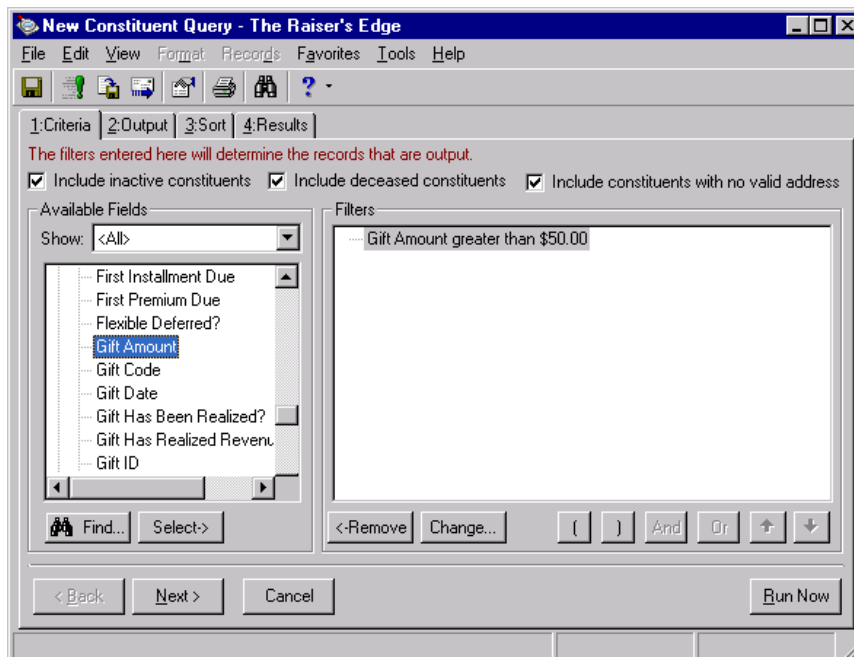 New Constituent Query - The Raiser's Edge
File Edit View Format Records Favorites Tools Help
?
1:Criteria 2:Output 3:Sort 4:Results
The filters entered here will determine the records that are output.
Include inactive constituents Include deceased constituents Include constituents with no valid address
Available Fields
Show: <All>
First Installment Due
First Premium Due
Flexible Deferred?
Gift Amount
Gift Code
Gift Date
Gift Has Been Realized?
Gift Has Realized Revenu
Gift ID
Find... Select->
Filters
Gift Amount greater than $50.00
<-Remove Change... ( ) And Or
< Back Next > Cancel Run Now